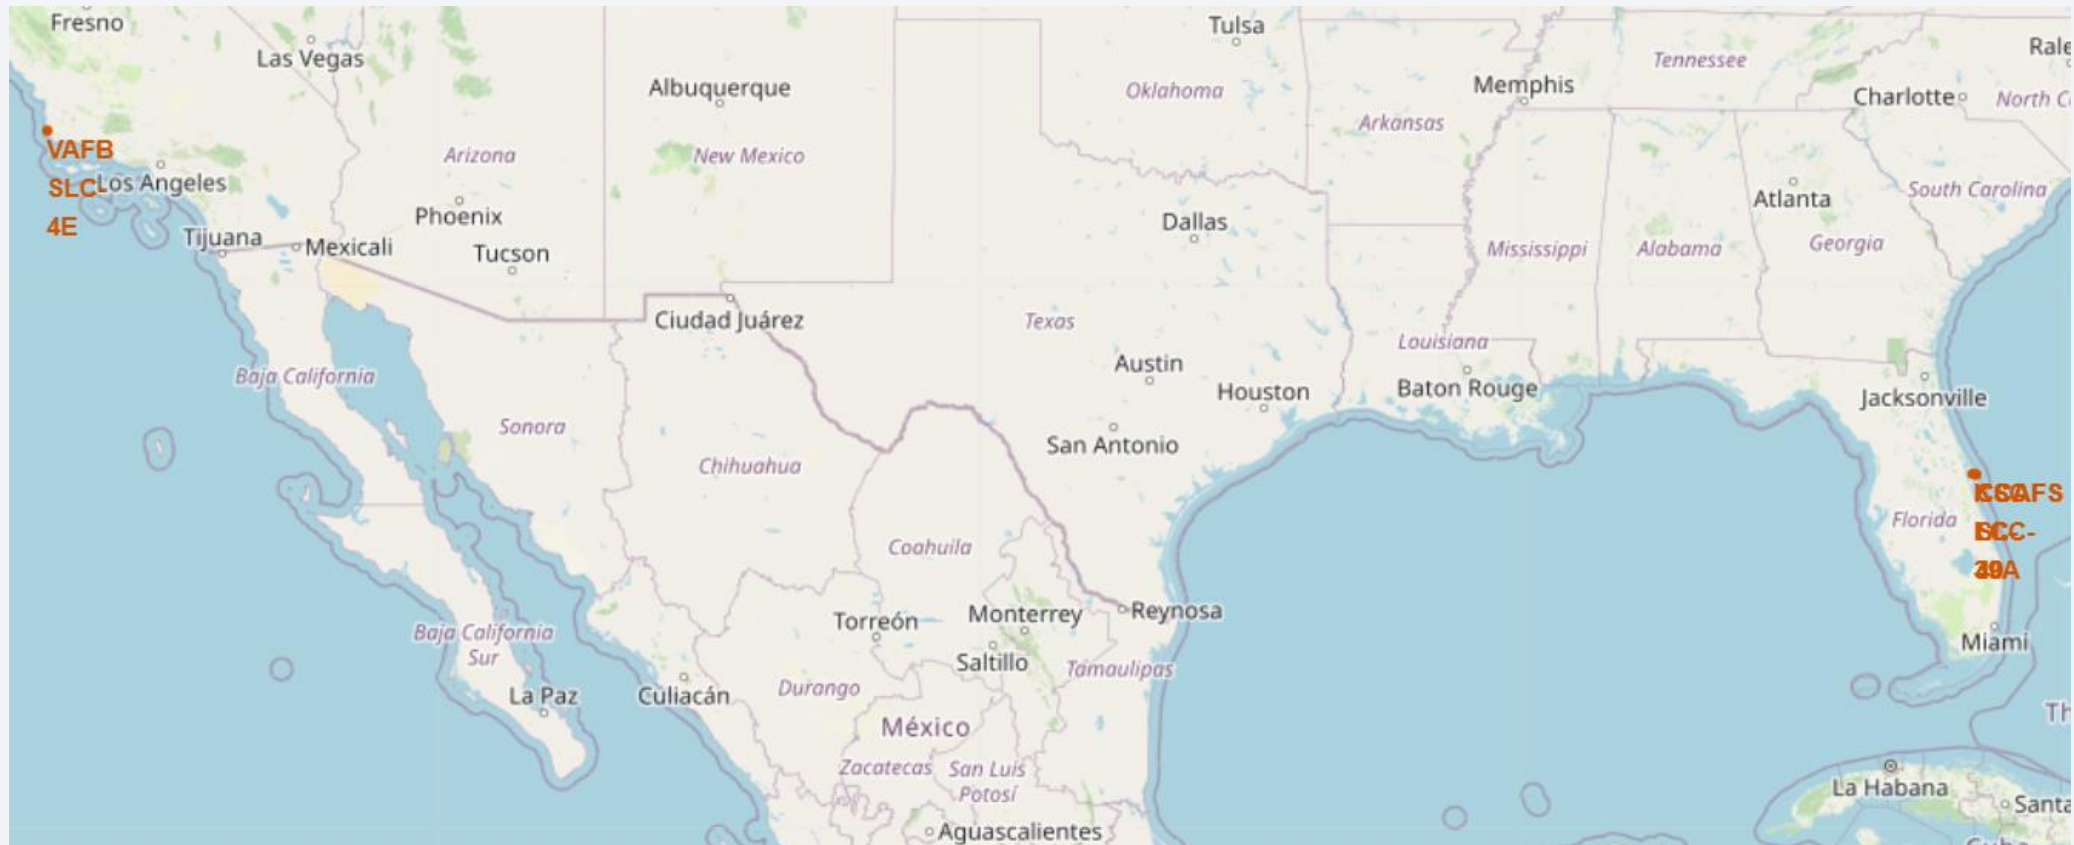 Fresno
Las Vegas
Tulsa
Tennessee
Albuquerque
Oklahoma
Memphis
Charlotte
Arkansas
VAFB
SLC-
4E
Los Angeles
Arizona
New Mexico
Phoenix
Tucson
Tijuana
Mexicali
Dallas
Atlanta
South Carolina
Mississippi
Alabama
Georgia
Ciudad Juárez
Texas
Louisiana
Baja California
Austin
Houston
Baton Rouge
Jacksonville
Sonora
San Antonio
Chihuahua
Florida
Coahuila
Torreón
Monterrey
Reynosa
Baja California
Sur
Saltillo
Tamaulipas
Miami
La Paz
Culiacán
Durango
México
Zacatecas
San Luis
Potosí
La Habana
Aguascalientes